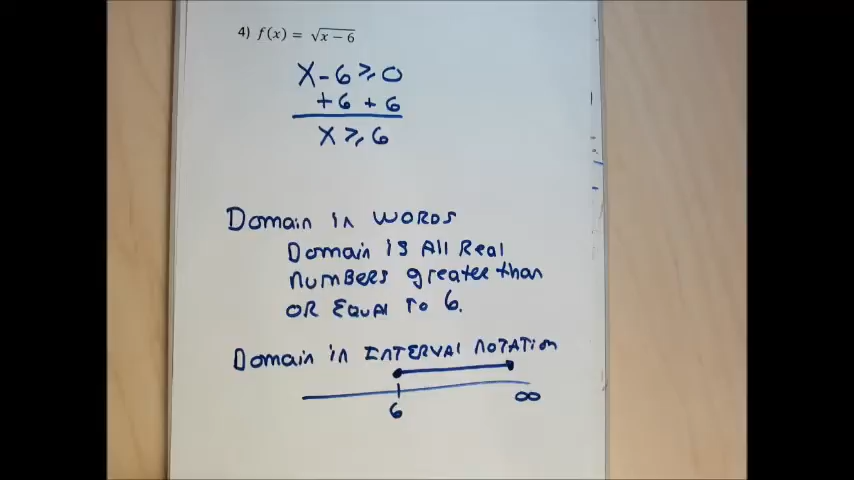 4) f(x) = √x − 6
X - 6 ≥ 0
+6 +6
X ≥ 6
Domain in WORDS
Domain is All Real
numBERS greater than
OR EQUAL TO 6.
Domain in INTERVAL NOTATION
6 ∞